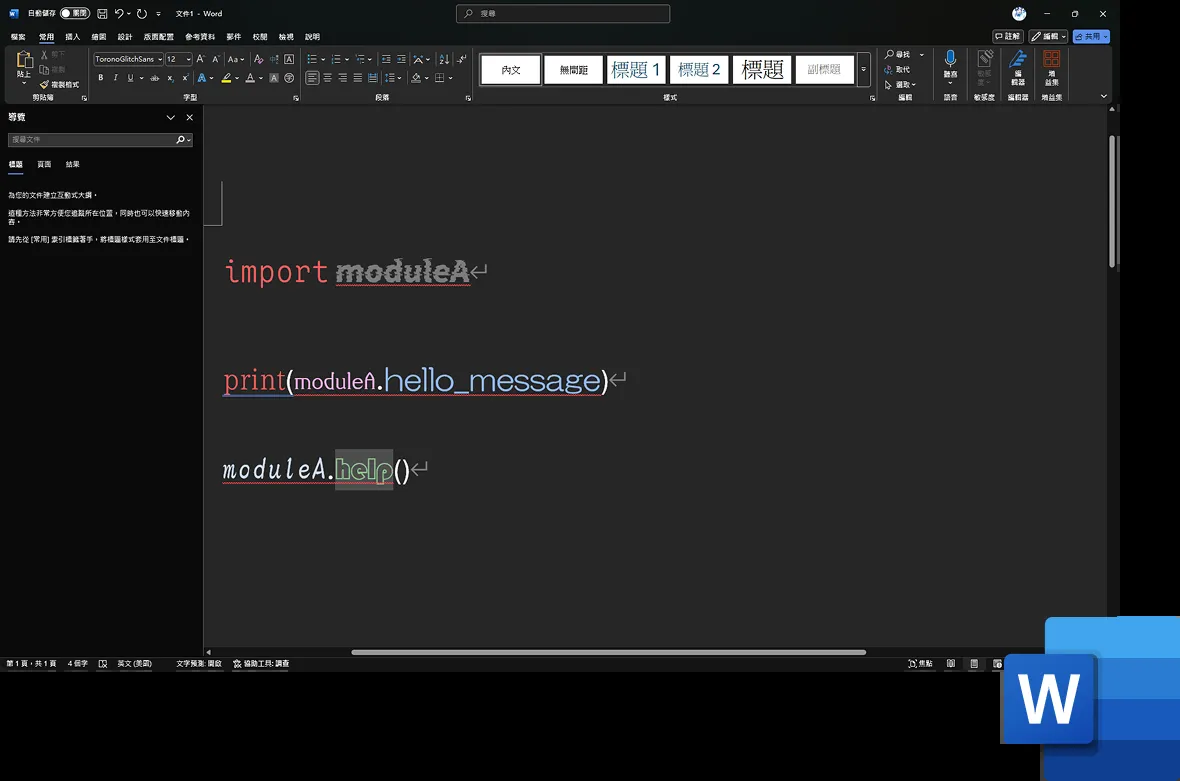 自動儲存 關閉 文件1 - Word 搜尋
檔案 常用 插入 繪圖 設計 版面配置 參考資料 郵件 校閱 檢視 說明 註解 編輯 共用
貼上 剪下 複製 複製格式 剪貼簿
ToronoGlitchSans 12 字型
段落
內文 無間距 標題 1 標題 2 標題 副標題 樣式
尋找 取代 選取 編輯
聽寫 語音
敏感度 敏感度
編輯器 編輯器
增益集 增益集
導覽
搜尋文件
標題 頁面 結果
為您的文件建立互動式大綱。
這種方法非常方便您追蹤所在位置，同時也可以快速移動內容。
請先從 [常用] 索引標籤著手，將標題樣式套用至文件標題。
import moduleA
print(moduleA.hello_message)
moduleA.help()
第 1 頁，共 1 頁 4 個字 英文 (美國) 文字預測: 開啟 協助工具: 調查 焦點
W